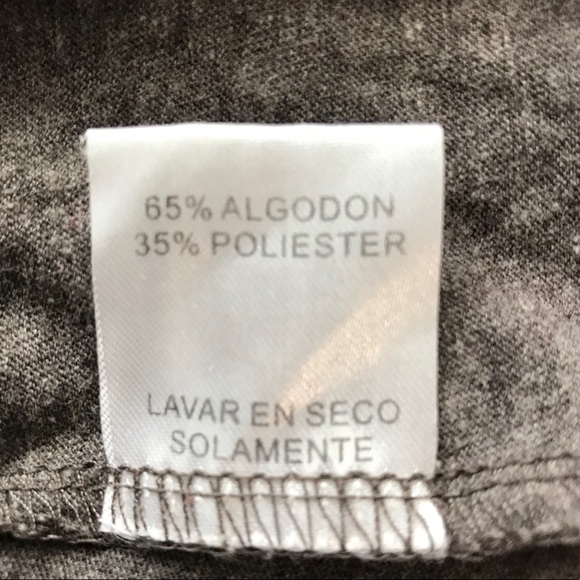 65% ALGODON
35% POLIESTER
LAVAR EN SECO
SOLAMENTE